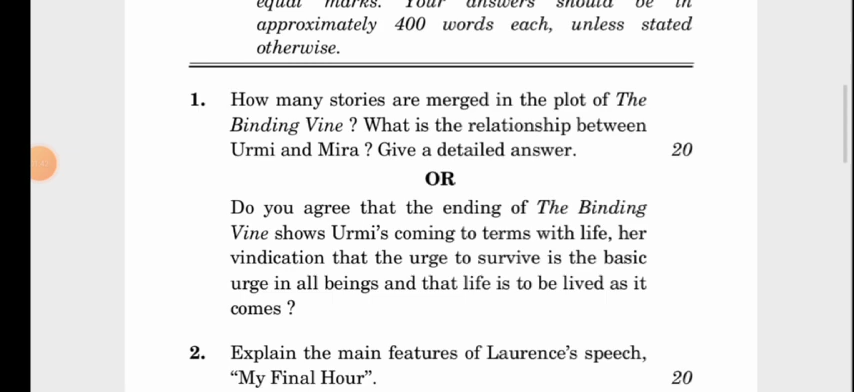 equal marks. Your answers should be in
approximately 400 words each, unless stated
otherwise.
1. How many stories are merged in the plot of The
Binding Vine ? What is the relationship between
Urmi and Mira ? Give a detailed answer. 20
OR
Do you agree that the ending of The Binding
Vine shows Urmi’s coming to terms with life, her
vindication that the urge to survive is the basic
urge in all beings and that life is to be lived as it
comes ?
2. Explain the main features of Laurence’s speech,
“My Final Hour”. 20